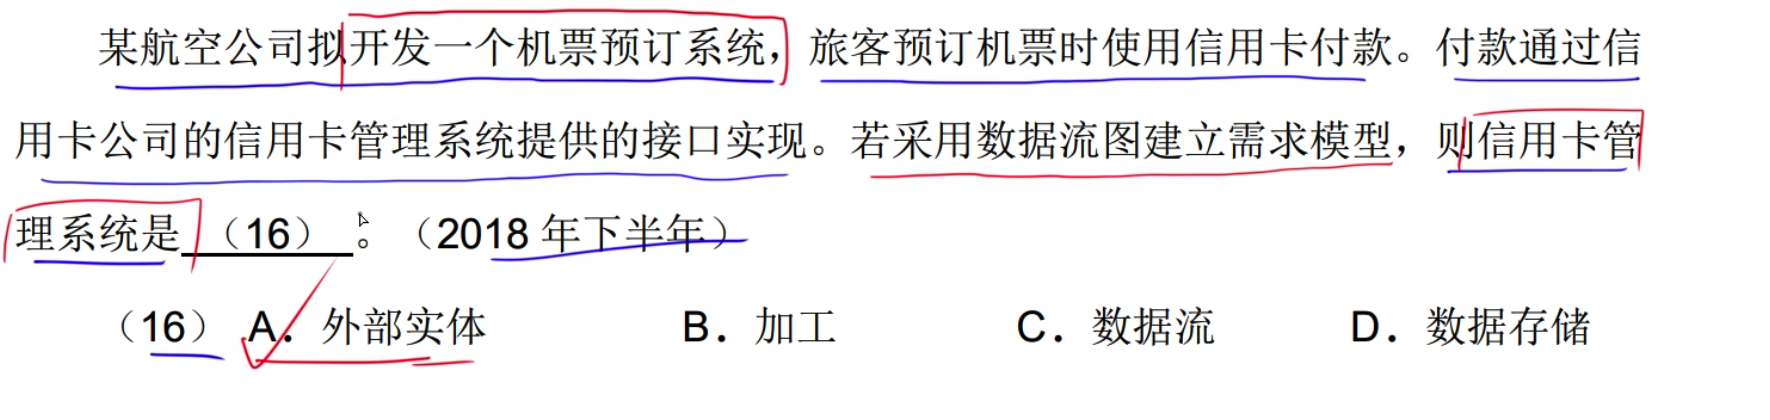 某航空公司拟开发一个机票预订系统，旅客预订机票时使用信用卡付款。付款通过信
用卡公司的信用卡管理系统提供的接口实现。若采用数据流图建立需求模型，则信用卡管
理系统是（16）。（2018年下半年）
（16） A．外部实体 B．加工 C．数据流 D．数据存储